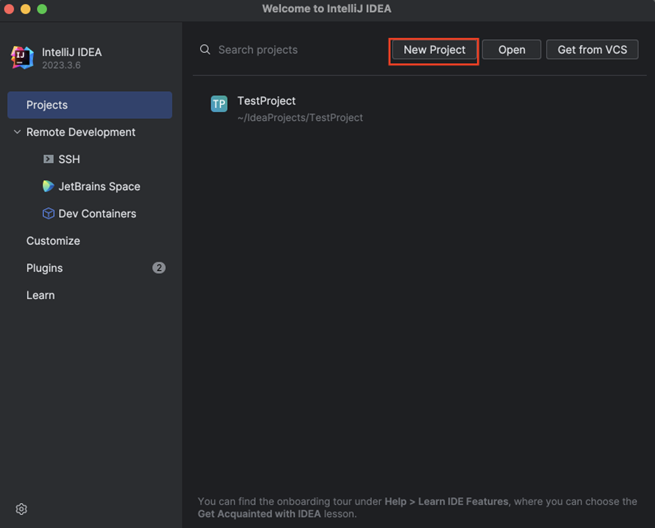 Welcome to IntelliJ IDEA
IJ
IntelliJ IDEA
2023.3.6
Search projects
New Project
Open
Get from VCS
Projects
Remote Development
SSH
JetBrains Space
Dev Containers
Customize
Plugins
2
Learn
TP
TestProject
~/IdeaProjects/TestProject
You can find the onboarding tour under Help > Learn IDE Features, where you can choose the
Get Acquainted with IDEA lesson.